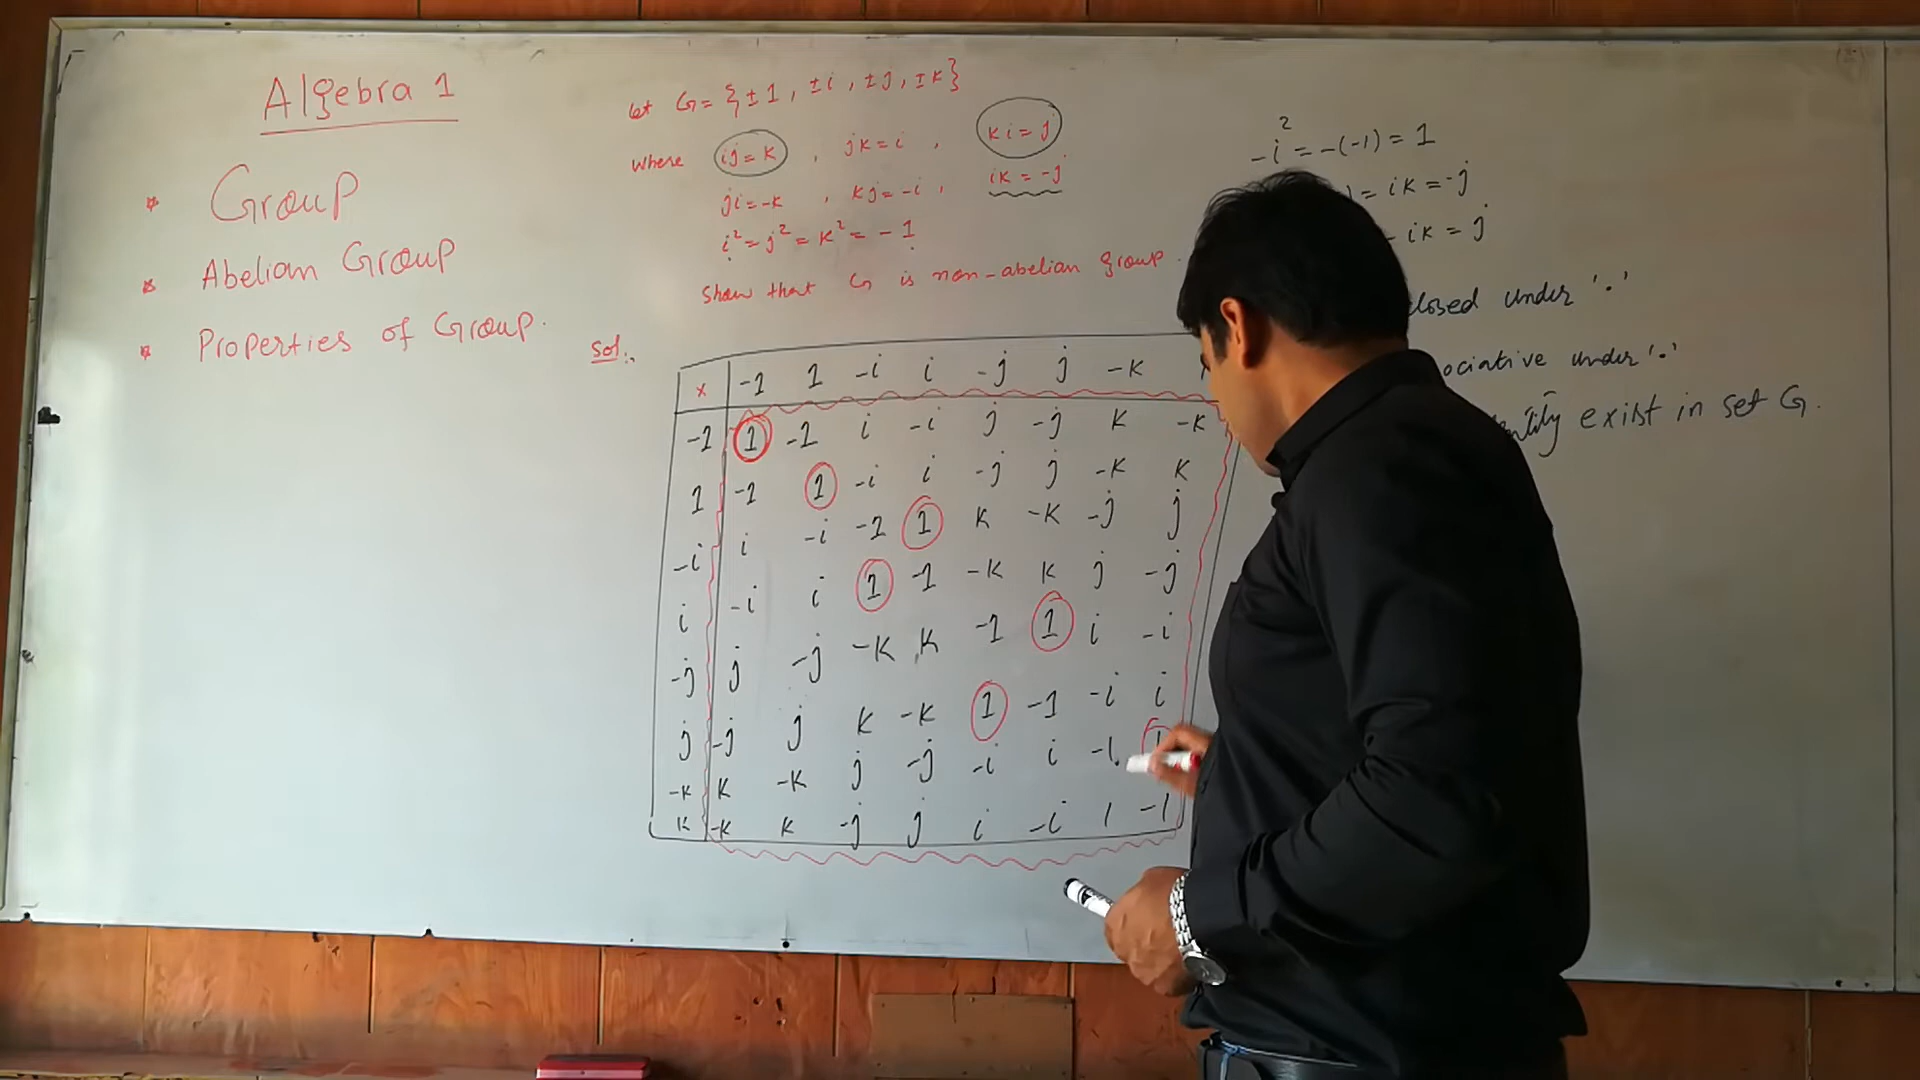 Algebra 1
* Group
* Abelian Group
* Properties of Group.
let G = {±1, ±i, ±j, ±k}
where ij = k , jk = i , ki = j
ji = -k , kj = -i , ik = -j
i² = j² = k² = -1
Show that G is non-abelian group.
Sol:.
x -1 1 -i i -j j -k
-1 1 -1 i -i j -j k -k
1 -1 1 -i i -j j -k k
-i i -i -1 1 k -k -j j
i -i i 1 -1 -k k j -j
-j j -j -k k -1 1 i -i
j -j j k -k 1 -1 -i i
-k k -k j -j -i i -1 1
k -k k -j j i -i 1 -1
-i² = -(-1) = 1
) = ik = -j
- ik = j
closed under '.'
ociative under '.'
exist in set G.